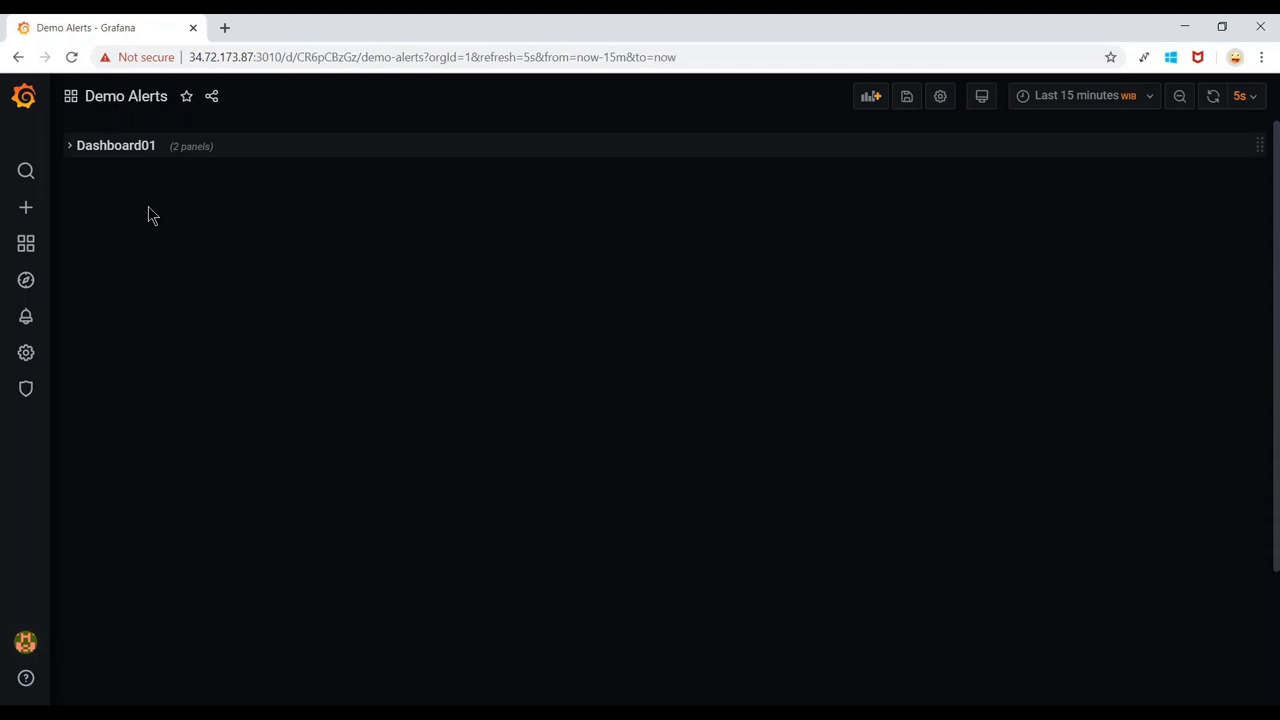 Demo Alerts - Grafana
Not secure | 34.72.173.87:3010/d/CR6pCBzGz/demo-alerts?orgId=1&refresh=5s&from=now-15m&to=now
Demo Alerts
Last 15 minutes WIB
5s
Dashboard01 (2 panels)